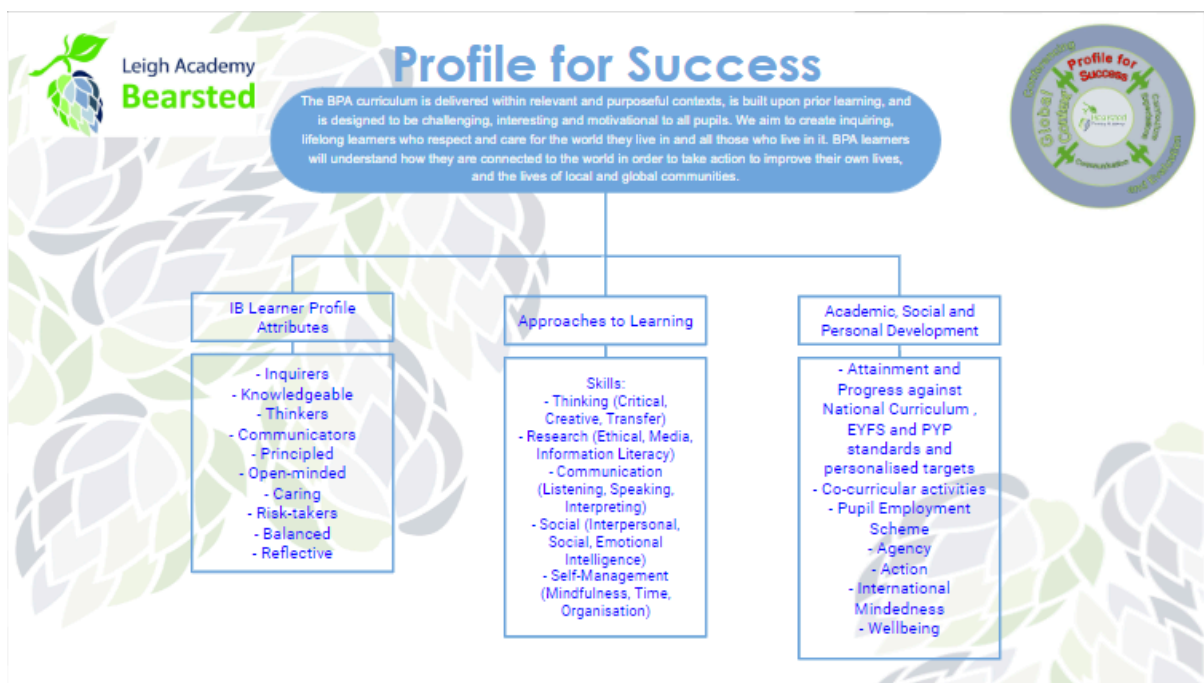 Leigh Academy
Bearsted
Profile for Success
The BPA curriculum is delivered within relevant and purposeful contexts, is built upon prior learning, and
is designed to be challenging, interesting and motivational to all pupils. We aim to create inquiring,
lifelong learners who respect and care for the world they live in and all those who live in it. BPA learners
will understand how they are connected to the world in order to take action to improve their own lives,
and the lives of local and global communities.
Profile for
Success
Global
Context
Communication
Bearsted
IB Learner Profile
Attributes
- Inquirers
- Knowledgeable
- Thinkers
- Communicators
- Principled
- Open-minded
- Caring
- Risk-takers
- Balanced
- Reflective
Approaches to Learning
Skills:
- Thinking (Critical,
Creative, Transfer)
- Research (Ethical, Media,
Information Literacy)
- Communication
(Listening, Speaking,
Interpreting)
- Social (Interpersonal,
Social, Emotional
Intelligence)
- Self-Management
(Mindfulness, Time,
Organisation)
Academic, Social and
Personal Development
- Attainment and
Progress against
National Curriculum ,
EYFS and PYP
standards and
personalised targets
- Co-curricular activities
- Pupil Employment
Scheme
- Agency
- Action
- International
Mindedness
- Wellbeing